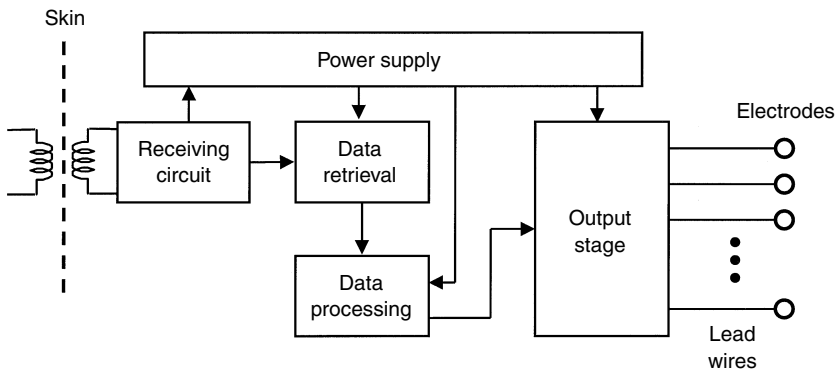 Skin
Power supply
Electrodes
Receiving
circuit
Data
retrieval
Output
stage
Data
processing
Lead
wires